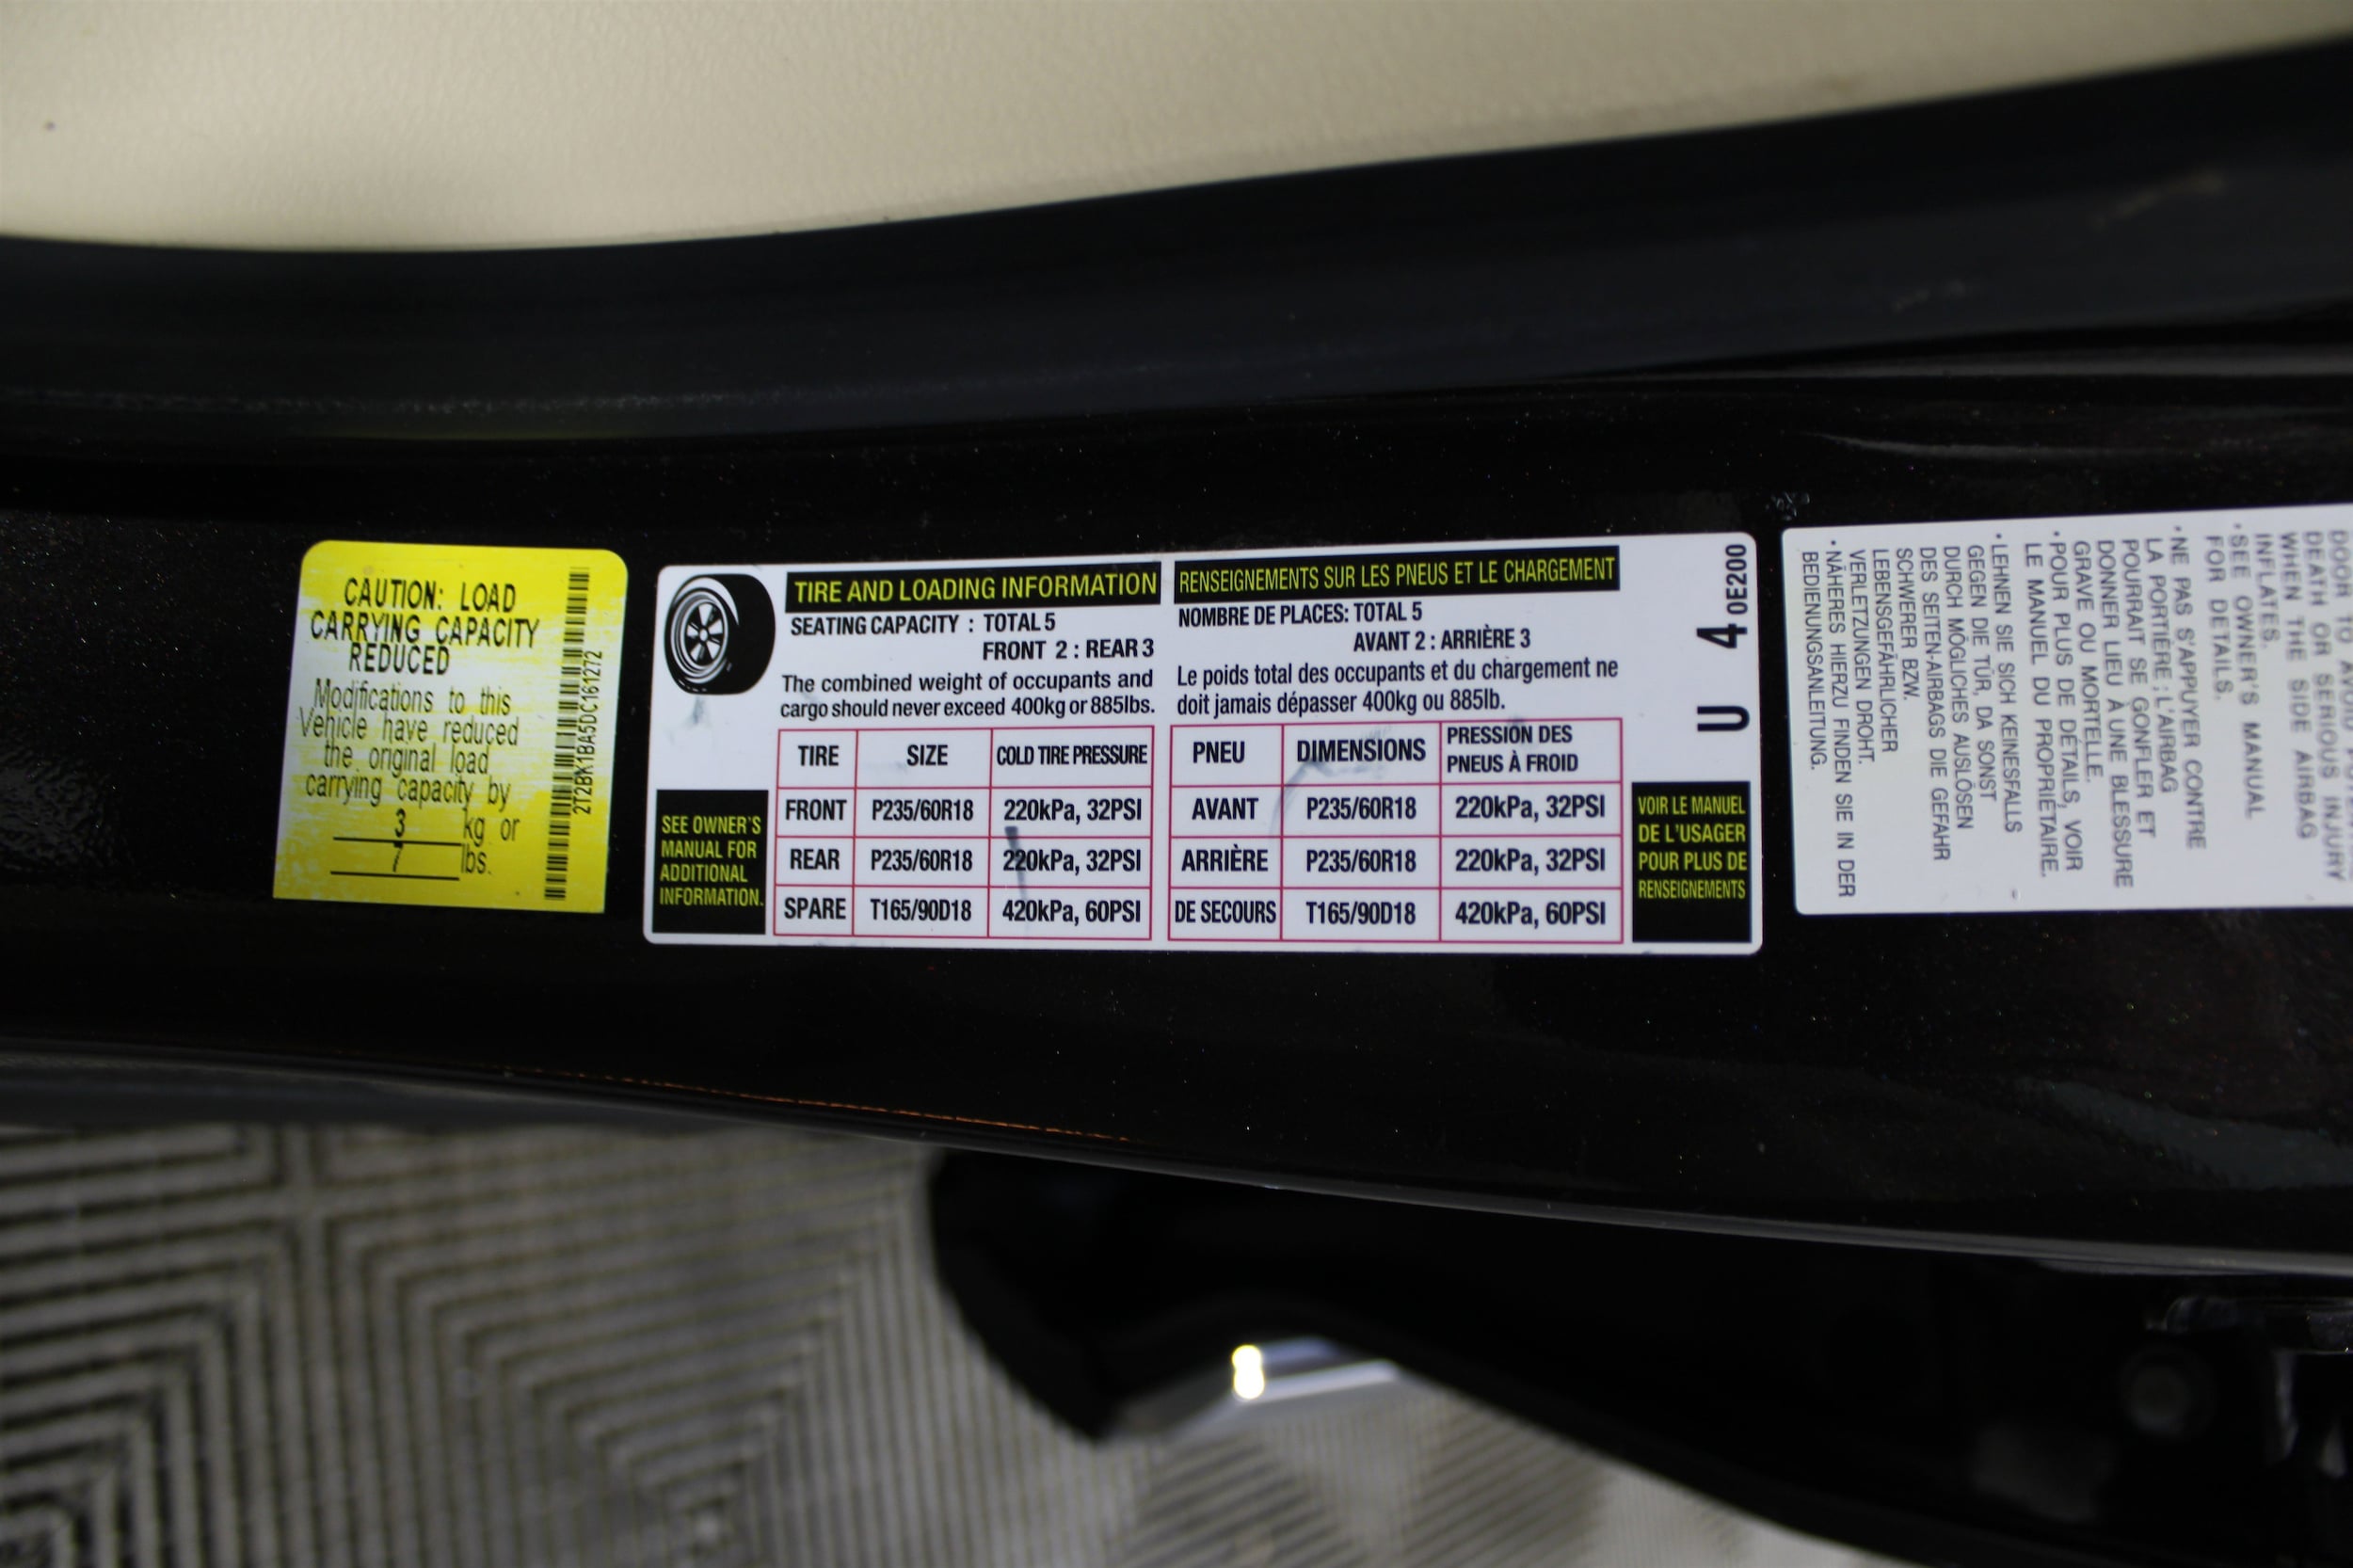 CAUTION: LOAD
CARRYING CAPACITY
REDUCED
Modifications to this
Vehicle have reduced
the original load
carrying capacity by
3 kg or
7 lbs.
2T2BK1BA5DC161272
TIRE AND LOADING INFORMATION
SEATING CAPACITY : TOTAL 5
FRONT 2 : REAR 3
The combined weight of occupants and
cargo should never exceed 400kg or 885lbs.
TIRE SIZE COLD TIRE PRESSURE
FRONT P235/60R18 220kPa, 32PSI
REAR P235/60R18 220kPa, 32PSI
SPARE T165/90D18 420kPa, 60PSI
SEE OWNER'S
MANUAL FOR
ADDITIONAL
INFORMATION.
RENSEIGNEMENTS SUR LES PNEUS ET LE CHARGEMENT
NOMBRE DE PLACES: TOTAL 5
AVANT 2 : ARRIÈRE 3
Le poids total des occupants et du chargement ne
doit jamais dépasser 400kg ou 885lb.
PNEU DIMENSIONS PRESSION DES
PNEUS À FROID
AVANT P235/60R18 220kPa, 32PSI
ARRIÈRE P235/60R18 220kPa, 32PSI
DE SECOURS T165/90D18 420kPa, 60PSI
VOIR LE MANUEL
DE L'USAGER
POUR PLUS DE
RENSEIGNEMENTS
U 4 0E200
DOOR TO AVOID
DEATH OR SERIOUS INJURY
WHEN THE SIDE AIRBAG
INFLATES.
•SEE OWNER'S MANUAL
FOR DETAILS.
•NE PAS S'APPUYER CONTRE
LA PORTIÈRE ; L'AIRBAG
POURRAIT SE GONFLER ET
DONNER LIEU À UNE BLESSURE
GRAVE OU MORTELLE.
•POUR PLUS DE DÉTAILS, VOIR
LE MANUEL DU PROPRIÉTAIRE.
•LEHNEN SIE SICH KEINESFALLS
GEGEN DIE TÜR, DA SONST
DURCH MÖGLICHES AUSLÖSEN
DES SEITEN-AIRBAGS DIE GEFAHR
SCHWERER BZW.
LEBENSGEFÄHRLICHER
VERLETZUNGEN DROHT.
•NÄHERES HIERZU FINDEN SIE IN DER
BEDIENUNGSANLEITUNG.